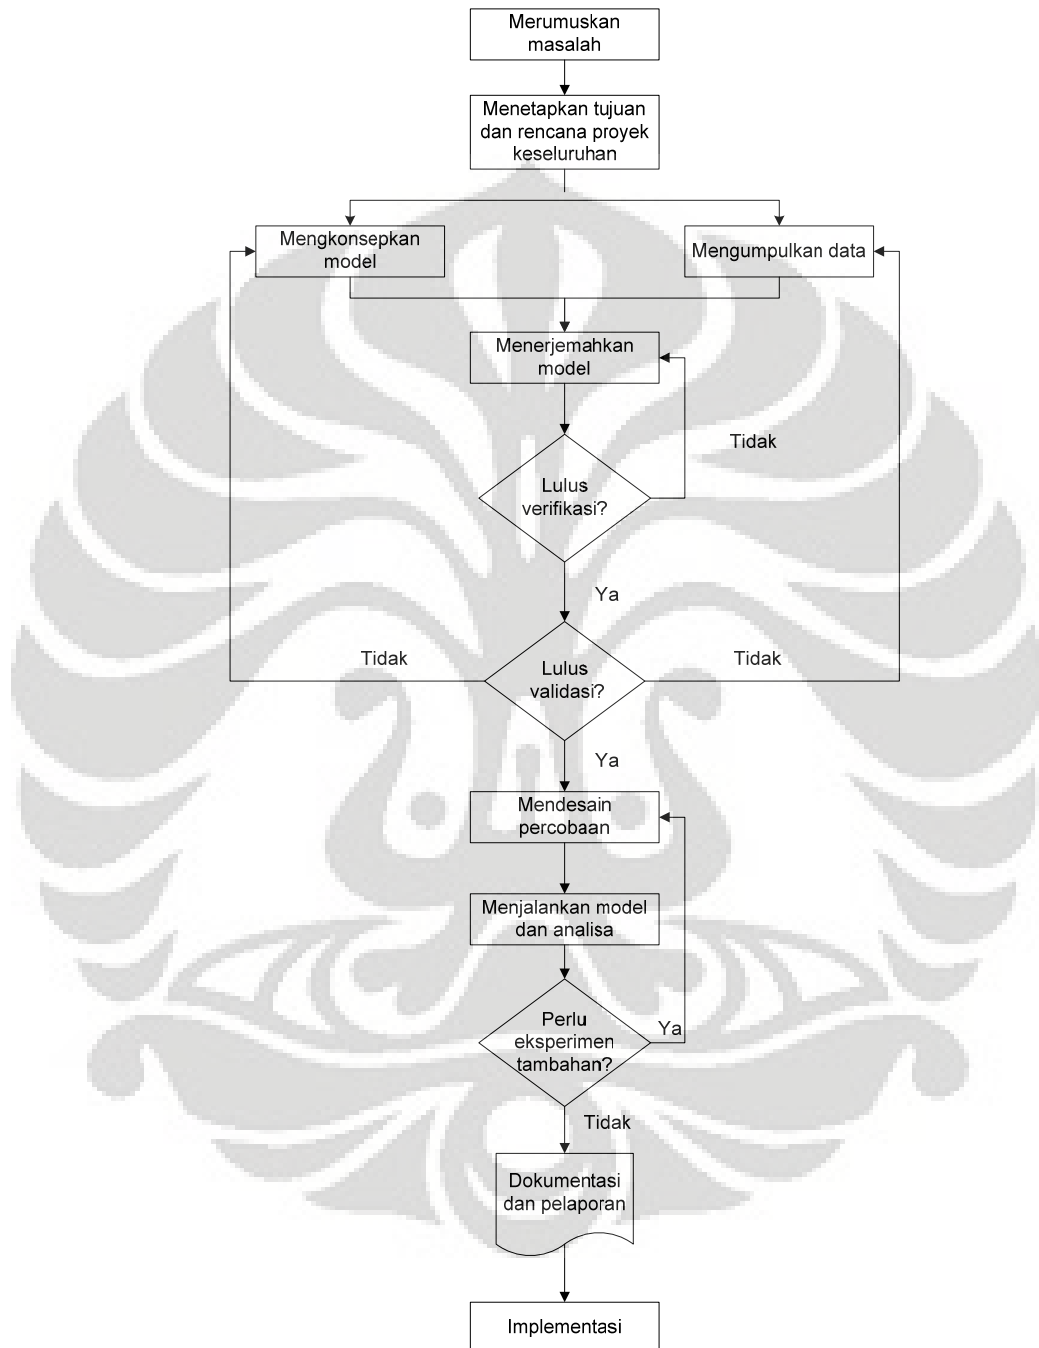 Merumuskan
masalah
Menetapkan tujuan
dan rencana proyek
keseluruhan
Mengkonsepkan
model
Mengumpulkan data
Menerjemahkan
model
Tidak
Lulus
verifikasi?
Ya
Tidak
Lulus
validasi?
Tidak
Ya
Mendesain
percobaan
Menjalankan model
dan analisa
Perlu
eksperimen
tambahan?
Ya
Tidak
Dokumentasi
dan pelaporan
Implementasi